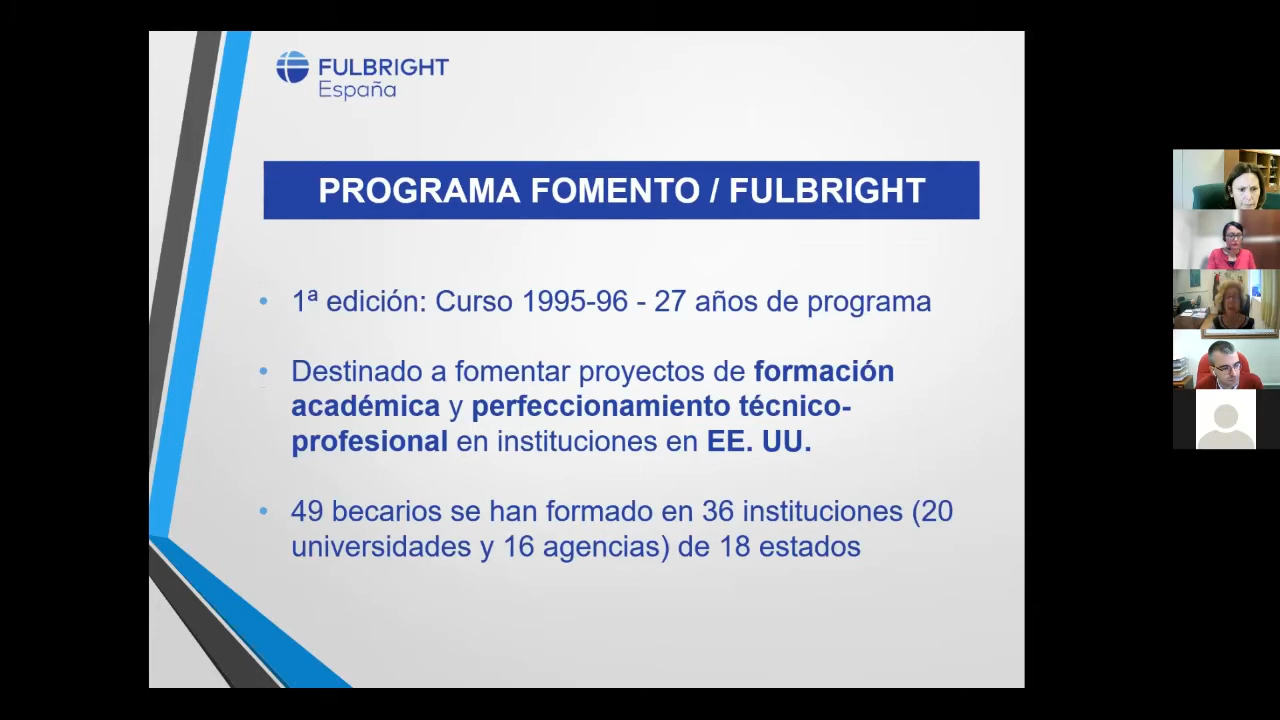 FULBRIGHT
España
PROGRAMA FOMENTO / FULBRIGHT
• 1ª edición: Curso 1995-96 - 27 años de programa
• Destinado a fomentar proyectos de formación
académica y perfeccionamiento técnico-
profesional en instituciones en EE. UU.
• 49 becarios se han formado en 36 instituciones (20
universidades y 16 agencias) de 18 estados